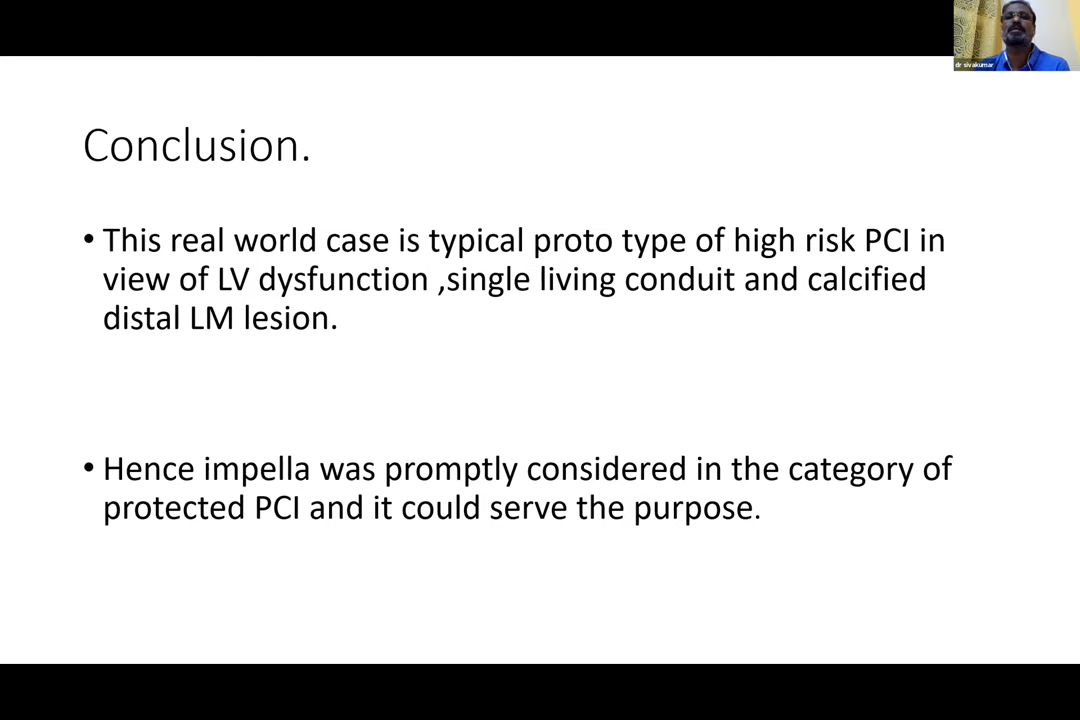 dr sivakumar
Conclusion.
• This real world case is typical proto type of high risk PCI in
view of LV dysfunction ,single living conduit and calcified
distal LM lesion.
• Hence impella was promptly considered in the category of
protected PCI and it could serve the purpose.